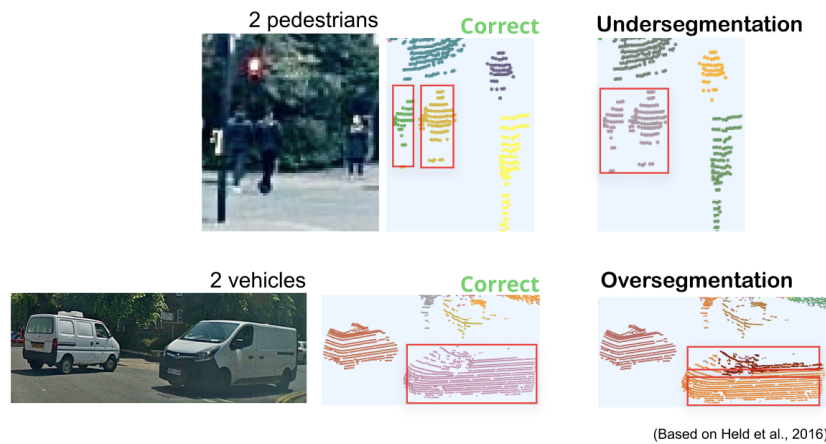 2 pedestrians
Correct
Undersegmentation
2 vehicles
Correct
Oversegmentation
(Based on Held et al., 2016)